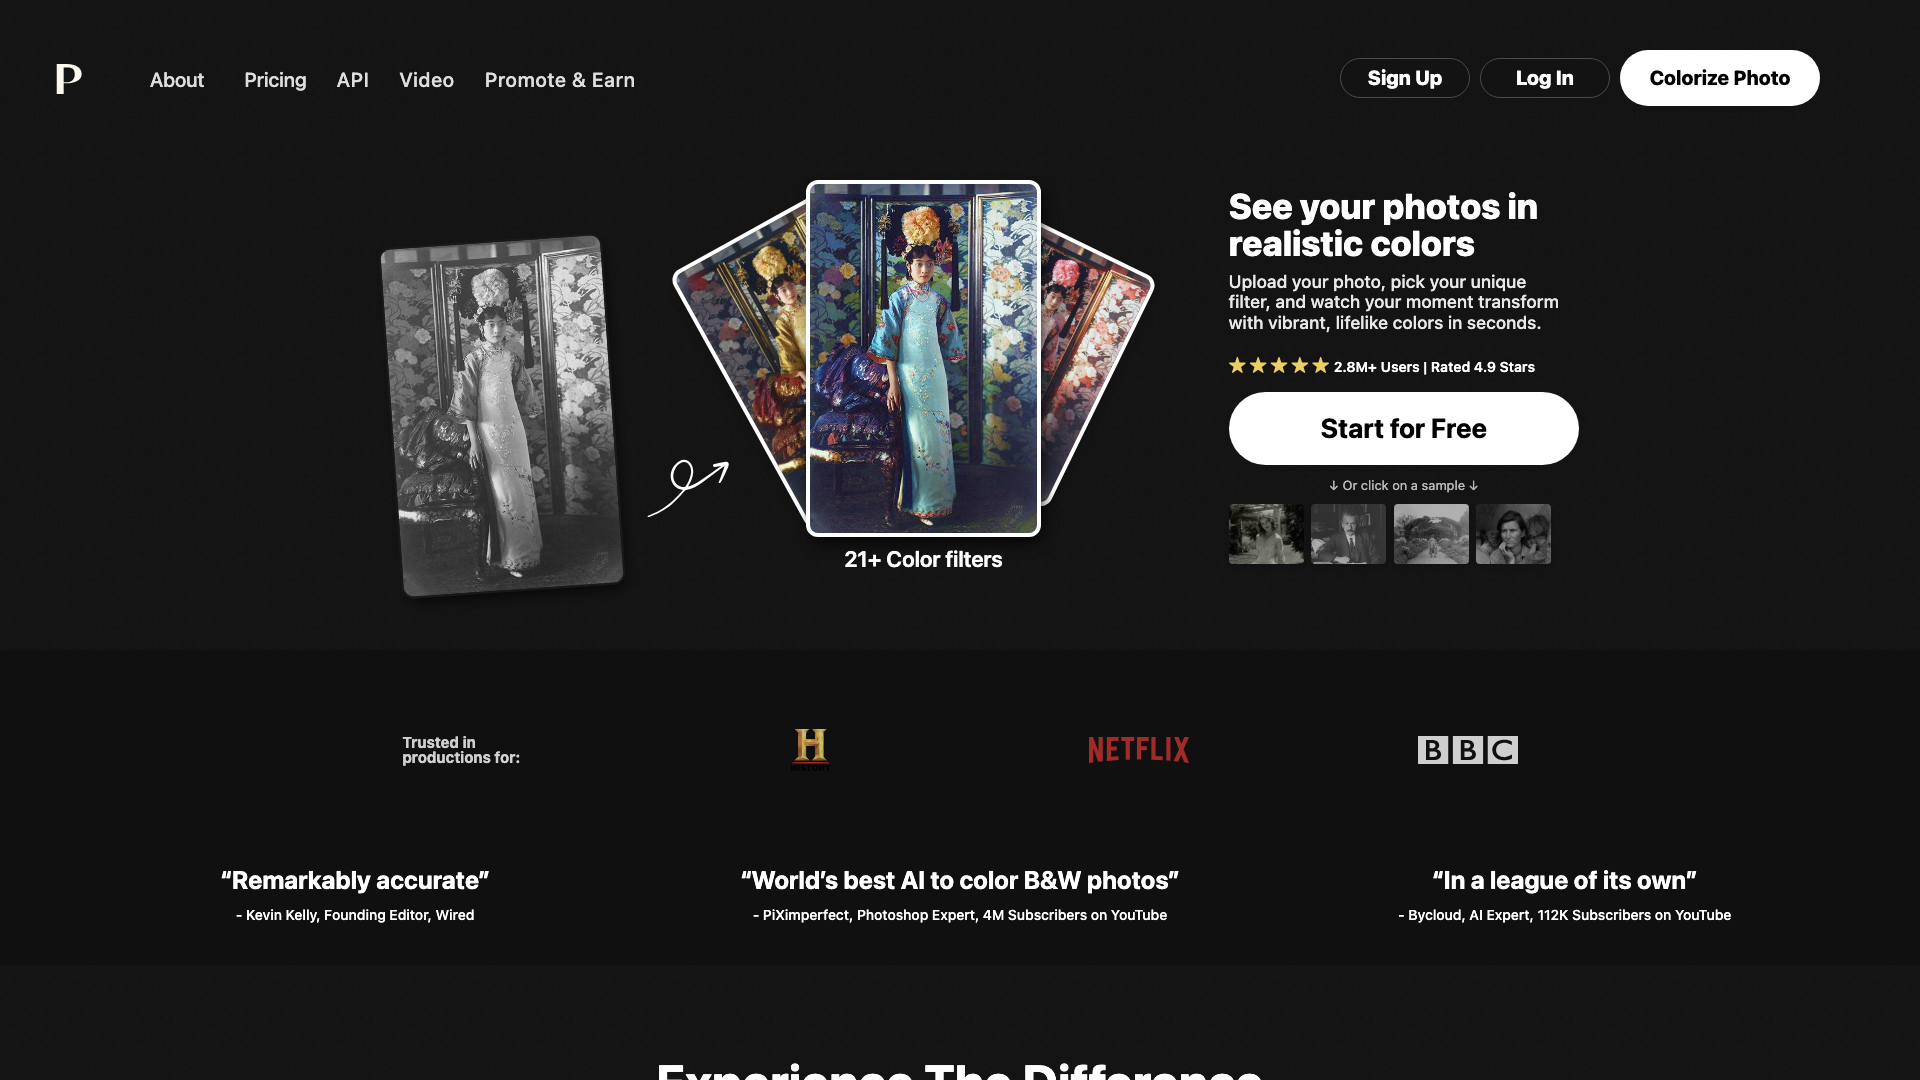 P
About
Pricing
API
Video
Promote & Earn
Sign Up
Log In
Colorize Photo
See your photos in
realistic colors
Upload your photo, pick your unique
filter, and watch your moment transform
with vibrant, lifelike colors in seconds.
2.8M+ Users | Rated 4.9 Stars
Start for Free
↓ Or click on a sample ↓
21+ Color filters
Trusted in
productions for:
H
HISTORY
NETFLIX
BBC
“Remarkably accurate”
- Kevin Kelly, Founding Editor, Wired
“World’s best AI to color B&W photos”
- PiXimperfect, Photoshop Expert, 4M Subscribers on YouTube
“In a league of its own”
- Bycloud, AI Expert, 112K Subscribers on YouTube
Experience The Difference